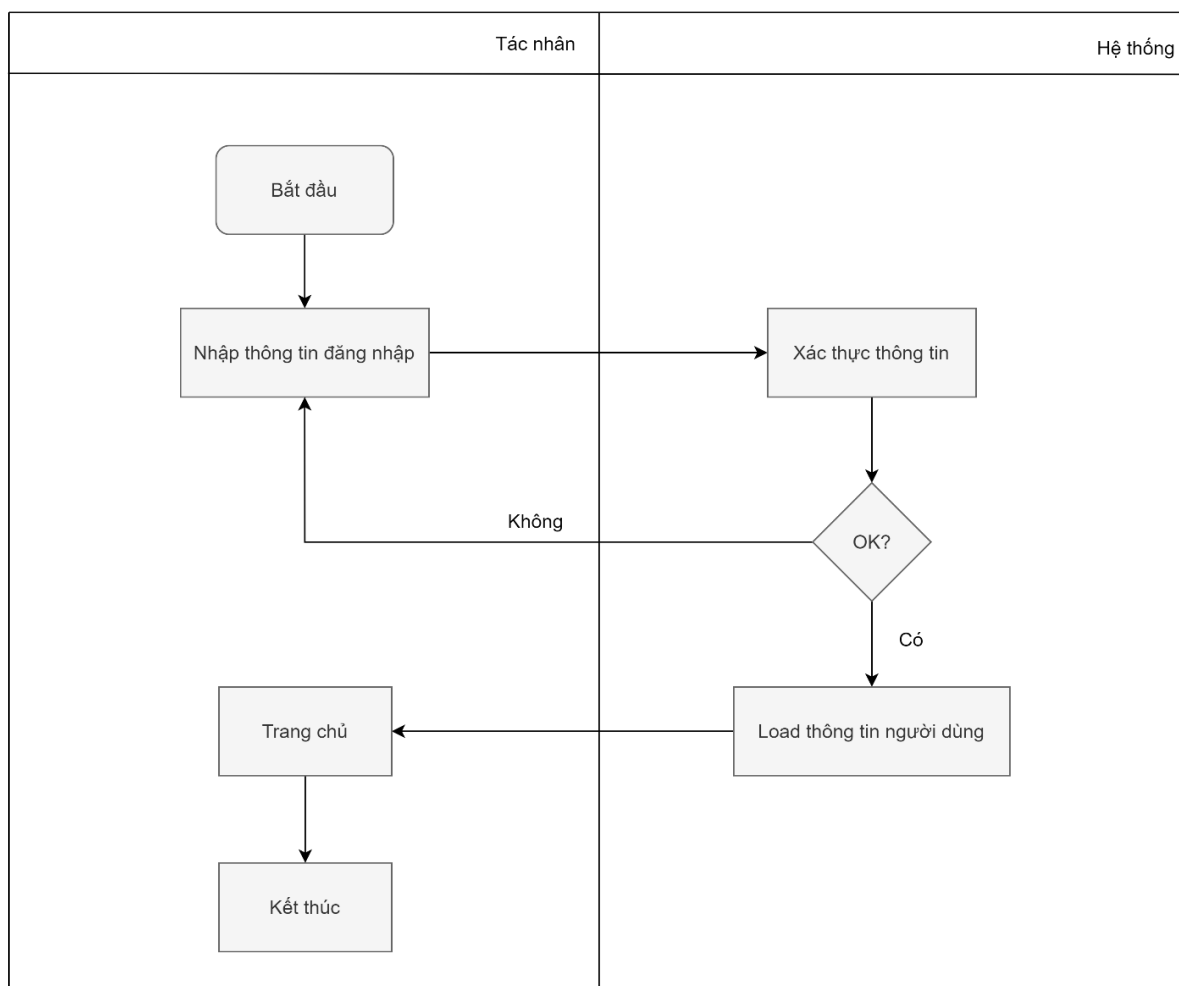 Tác nhân
Hệ thống
Bắt đầu
Nhập thông tin đăng nhập
Xác thực thông tin
Không
OK?
Có
Trang chủ
Load thông tin người dùng
Kết thúc